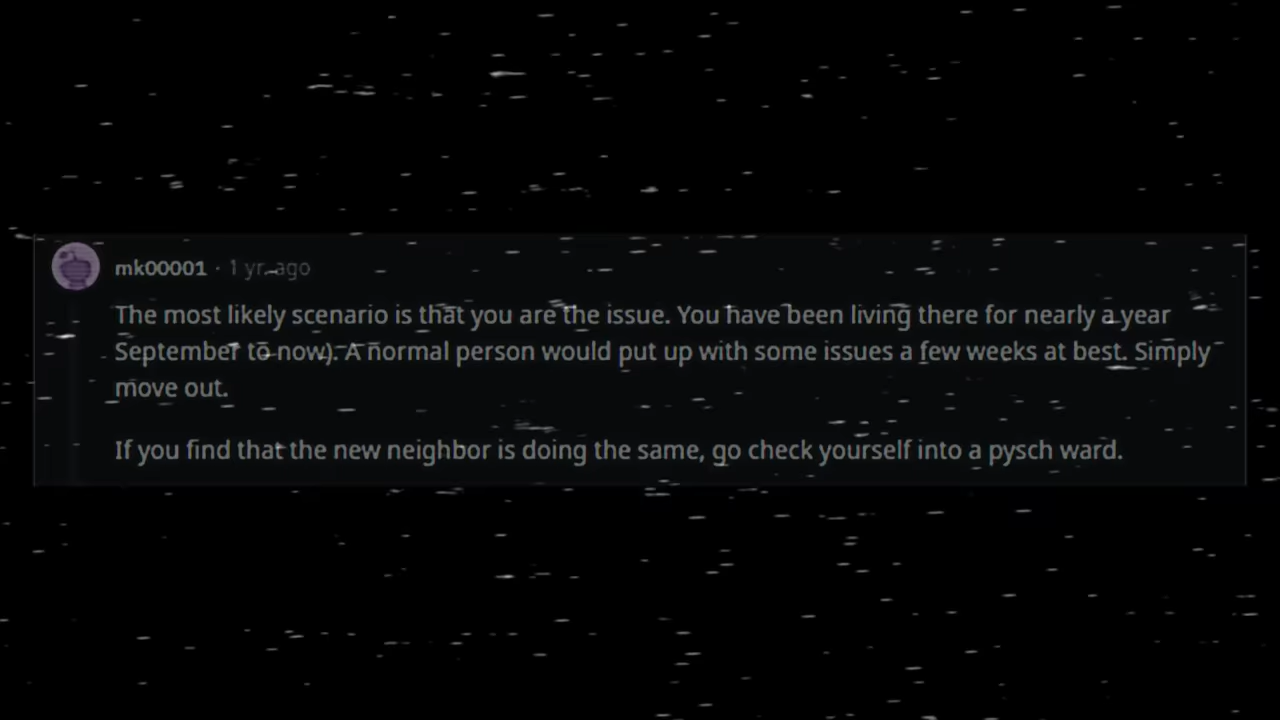 mk00001 · 1 yr. ago
The most likely scenario is that you are the issue. You have been living there for nearly a year
September to now). A normal person would put up with some issues a few weeks at best. Simply
move out.
If you find that the new neighbor is doing the same, go check yourself into a pysch ward.